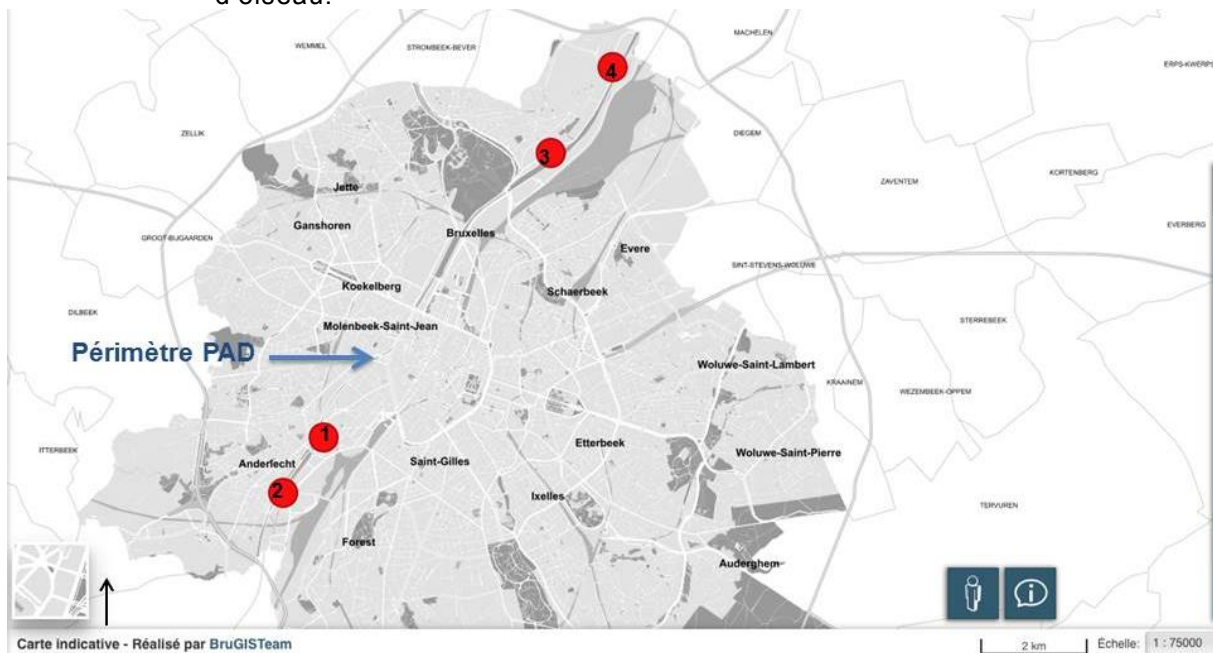 d'oiseau.
MACHELEN
WEMMEL
STROMBEEK-BEVER
ERPS-KWERPS
4
ZELLIK
DIEGEM
3
KORTENBERG
ZAVENTEM
Jette
Ganshoren
EVERBERG
Bruxelles
GROOT-BIJGAARDEN
Evere
SINT-STEVENS-WOLUWE
Koekelberg
Schaerbeek
DILBEEK
STERREBEEK
Molenbeek-Saint-Jean
Périmètre PAD
Woluwe-Saint-Lambert
KRAAINEM
WEZEMBEEK-OPPEM
1
Etterbeek
ITTERBEEK
Woluwe-Saint-Pierre
Anderlecht
Saint-Gilles
2
Ixelles
TERVUREN
Forest
Auderghem
Carte indicative - Réalisé par BruGISTeam
2 km
Échelle: 1 : 75000